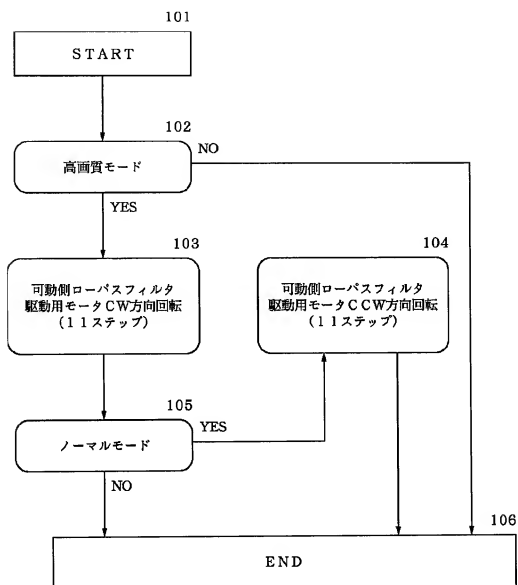 101
START
102
高画質モード
NO
YES
103
可動側ローパスフィルタ
駆動用モータCW方向回転
(11ステップ)
104
可動側ローパスフィルタ
駆動用モータCCW方向回転
(11ステップ)
105
ノーマルモード
YES
NO
106
END